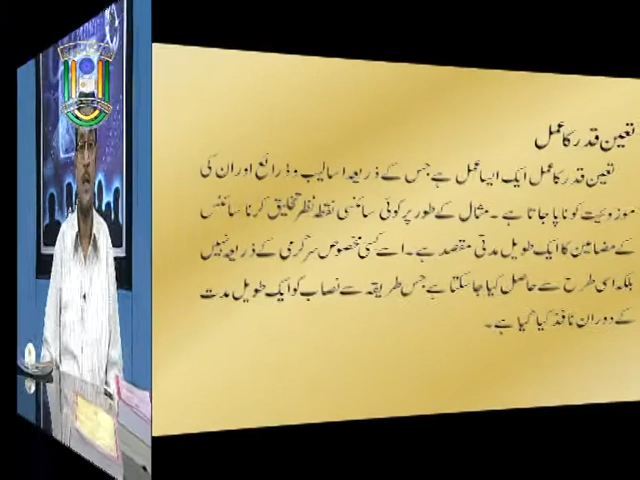 تعین قدر کا عمل
تعین قدر کا عمل ایک ایسا عمل ہے جس کے ذریعہ اسالیب و ذرائع اور ان کی
موزونیت کو ناپا جاتا ہے۔ مثال کے طور پر کوئی سائنسی نقطہ نظر تخلیق کرنا سائنس
کے مضامین کا ایک طویل مدتی مقصد ہے۔ اسے کسی مخصوص سرگرمی کے ذریعہ نہیں
بلکہ اسی طرح سے حاصل کیا جا سکتا ہے جس طریقہ سے نصاب کو ایک طویل مدت
کے دوران نافذ کیا گیا ہے۔